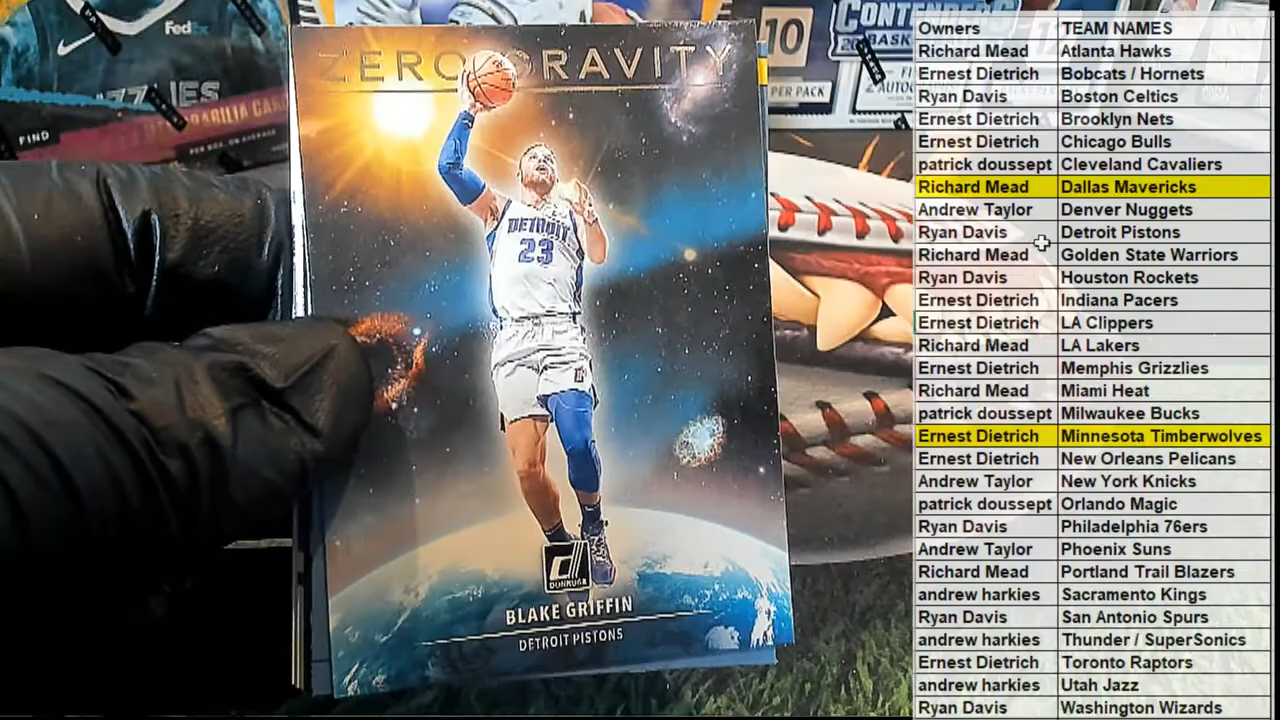 FedEx
ZZLIES
FIND
10
PER PACK
CONTENDERS
ZERO GRAVITY
DETROIT
23
DONRUSS
BLAKE GRIFFIN
DETROIT PISTONS
Owners TEAM NAMES
Richard Mead Atlanta Hawks
Ernest Dietrich Bobcats / Hornets
Ryan Davis Boston Celtics
Ernest Dietrich Brooklyn Nets
Ernest Dietrich Chicago Bulls
patrick doussept Cleveland Cavaliers
Richard Mead Dallas Mavericks
Andrew Taylor Denver Nuggets
Ryan Davis Detroit Pistons
Richard Mead Golden State Warriors
Ryan Davis Houston Rockets
Ernest Dietrich Indiana Pacers
Ernest Dietrich LA Clippers
Richard Mead LA Lakers
Ernest Dietrich Memphis Grizzlies
Richard Mead Miami Heat
patrick doussept Milwaukee Bucks
Ernest Dietrich Minnesota Timberwolves
Ernest Dietrich New Orleans Pelicans
Andrew Taylor New York Knicks
patrick doussept Orlando Magic
Ryan Davis Philadelphia 76ers
Andrew Taylor Phoenix Suns
Richard Mead Portland Trail Blazers
andrew harkies Sacramento Kings
Ryan Davis San Antonio Spurs
andrew harkies Thunder / SuperSonics
Ernest Dietrich Toronto Raptors
andrew harkies Utah Jazz
Ryan Davis Washington Wizards